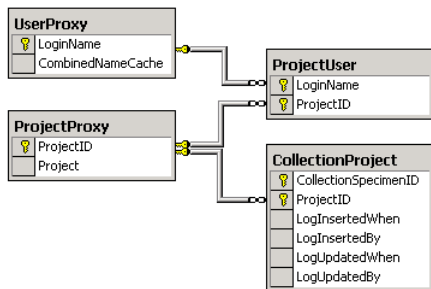 UserProxy
LoginName
CombinedNameCache
ProjectProxy
ProjectID
Project
ProjectUser
LoginName
ProjectID
CollectionProject
CollectionSpecimenID
ProjectID
LogInsertedWhen
LogInsertedBy
LogUpdatedWhen
LogUpdatedBy